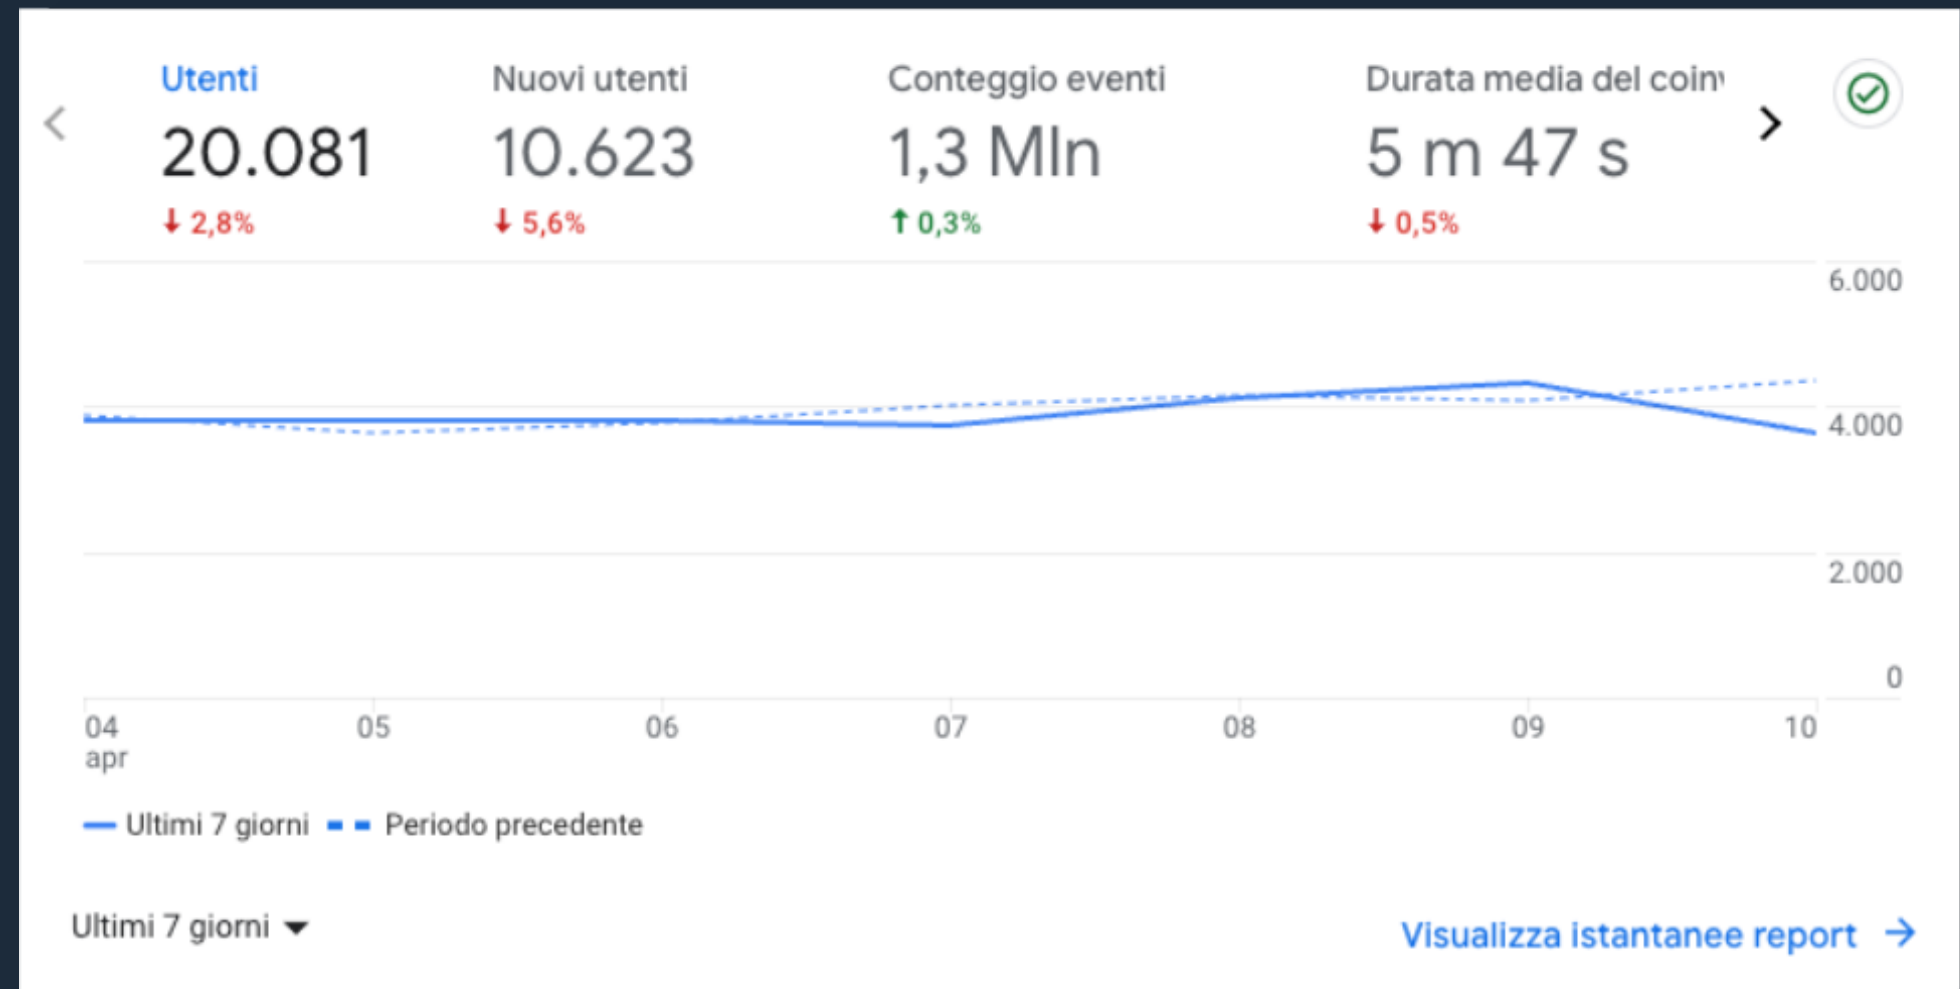 Utenti
20.081
↓ 2,8%
Nuovi utenti
10.623
↓ 5,6%
Conteggio eventi
1,3 Mln
↑ 0,3%
Durata media del coinv
5 m 47 s
↓ 0,5%
6.000
4.000
2.000
0
04
apr
05
06
07
08
09
10
Ultimi 7 giorni
Periodo precedente
Ultimi 7 giorni
Visualizza istantanee report